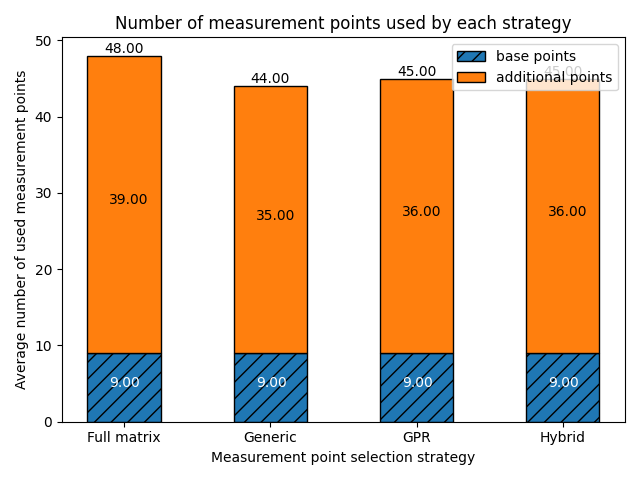 Number of measurement points used by each strategy
Average number of used measurement points
50
40
30
20
10
0
48.00
44.00
45.00
45.00
base points
additional points
39.00
35.00
36.00
36.00
9.00
9.00
9.00
9.00
Full matrix
Generic
GPR
Hybrid
Measurement point selection strategy